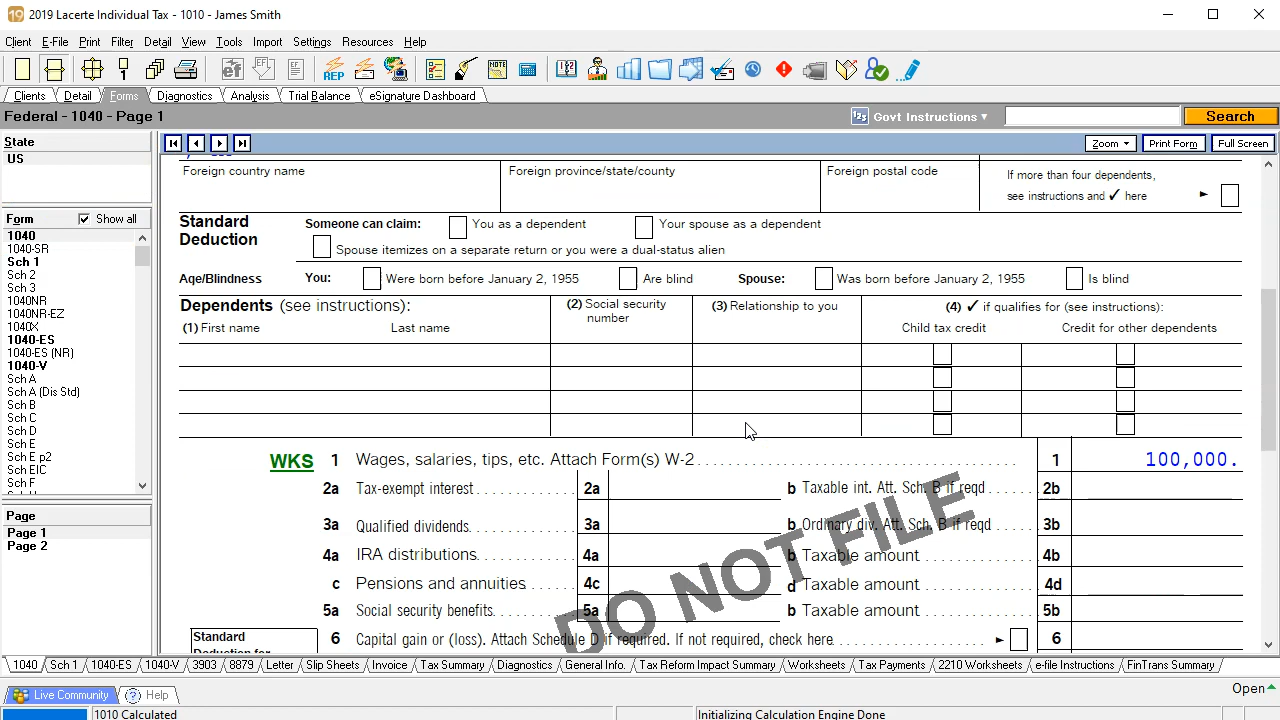 19 2019 Lacerte Individual Tax - 1010 - James Smith
Client E-File Print Filter Detail View Tools Import Settings Resources Help
REP NOTE
Clients Detail Forms Diagnostics Analysis Trial Balance eSignature Dashboard
Federal - 1040 - Page 1 Govt Instructions Search
State
US
Form Show all
1040
1040-SR
Sch 1
Sch 2
Sch 3
1040NR
1040NR-EZ
1040X
1040-ES
1040-ES (NR)
1040-V
Sch A
Sch A (Dis Std)
Sch B
Sch C
Sch D
Sch E
Sch E p2
Sch EIC
Sch F
Page
Page 1
Page 2
Zoom Print Form Full Screen
Foreign country name Foreign province/state/county Foreign postal code If more than four dependents,
see instructions and ✓ here ►
Standard Deduction Someone can claim: You as a dependent Your spouse as a dependent
Spouse itemizes on a separate return or you were a dual-status alien
Age/Blindness You: Were born before January 2, 1955 Are blind Spouse: Was born before January 2, 1955 Is blind
Dependents (see instructions): (2) Social security number (3) Relationship to you (4) ✓ if qualifies for (see instructions):
(1) First name Last name Child tax credit Credit for other dependents
WKS 1 Wages, salaries, tips, etc. Attach Form(s) W-2 1 100,000.
2a Tax-exempt interest 2a b Taxable int. Att. Sch. B if reqd 2b
3a Qualified dividends 3a b Ordinary div. Att. Sch. B if reqd 3b
4a IRA distributions 4a b Taxable amount 4b
c Pensions and annuities 4c d Taxable amount 4d
5a Social security benefits 5a b Taxable amount 5b
6 Capital gain or (loss). Attach Schedule D if required. If not required, check here ► 6
Standard
Deduction for
DO NOT FILE
1040 Sch 1 1040-ES 1040-V 3903 8879 Letter Slip Sheets Invoice Tax Summary Diagnostics General Info. Tax Reform Impact Summary Worksheets Tax Payments 2210 Worksheets e-file Instructions FinTrans Summary
Live Community Help Open
1010 Calculated Initializing Calculation Engine Done